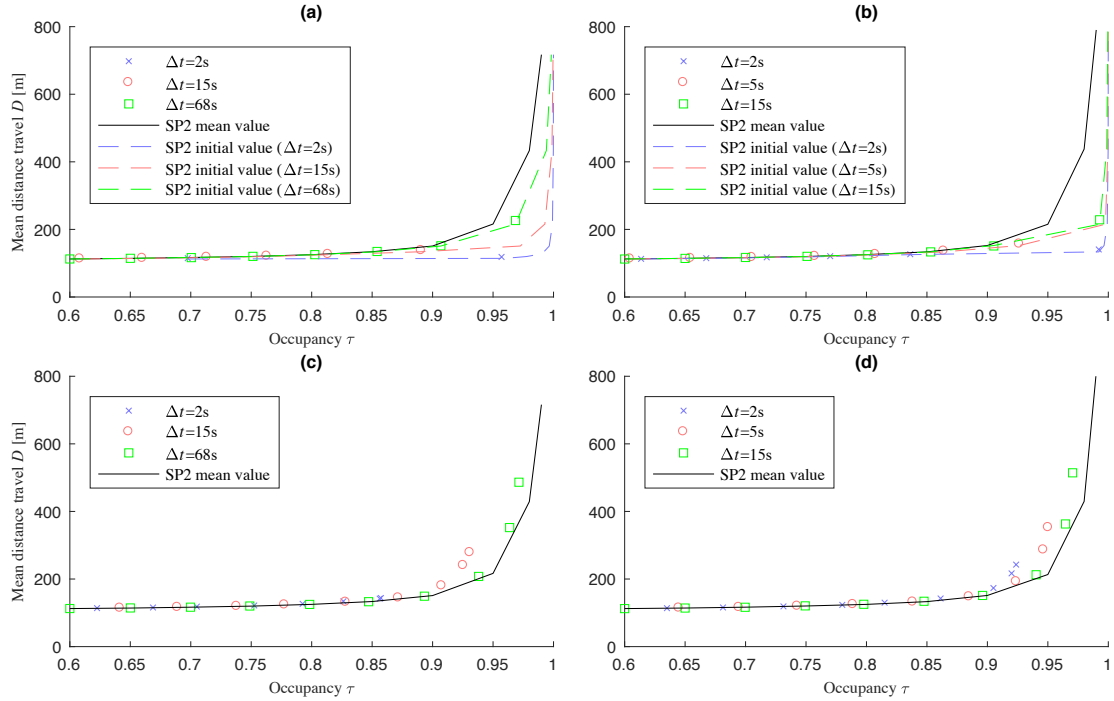 (a)
800
600
400
200
0
Mean distance travel D [m]
Δt=2s
Δt=15s
Δt=68s
SP2 mean value
SP2 initial value (Δt=2s)
SP2 initial value (Δt=15s)
SP2 initial value (Δt=68s)
0.6 0.65 0.7 0.75 0.8 0.85 0.9 0.95 1
Occupancy τ
(b)
800
600
400
200
0
Δt=2s
Δt=5s
Δt=15s
SP2 mean value
SP2 initial value (Δt=2s)
SP2 initial value (Δt=5s)
SP2 initial value (Δt=15s)
0.6 0.65 0.7 0.75 0.8 0.85 0.9 0.95 1
Occupancy τ
(c)
800
600
400
200
0
Mean distance travel D [m]
Δt=2s
Δt=15s
Δt=68s
SP2 mean value
0.6 0.65 0.7 0.75 0.8 0.85 0.9 0.95 1
Occupancy τ
(d)
800
600
400
200
0
Δt=2s
Δt=5s
Δt=15s
SP2 mean value
0.6 0.65 0.7 0.75 0.8 0.85 0.9 0.95 1
Occupancy τ